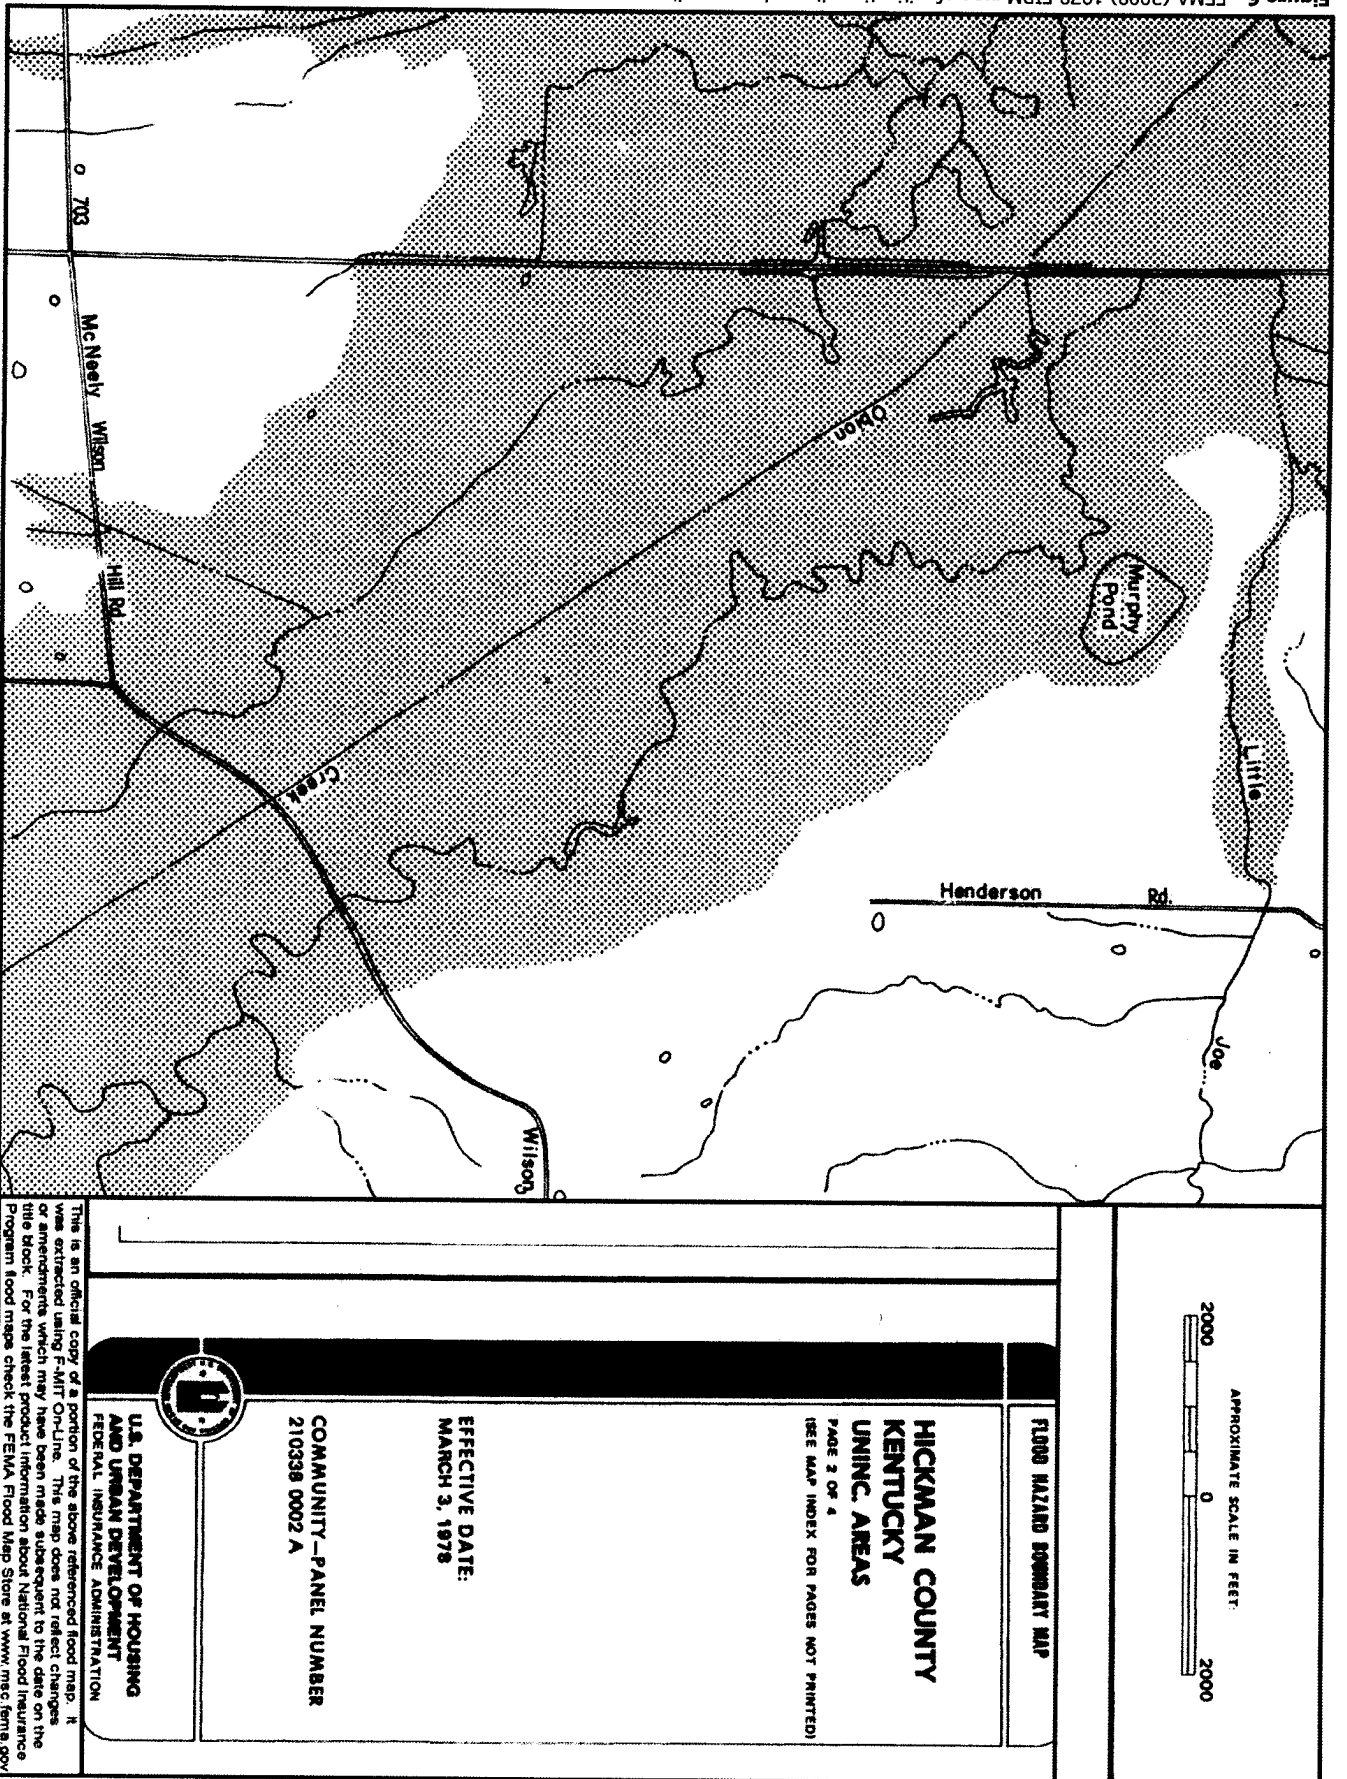 703
Mc Neely Wilson Hill Rd.
Obion
Creek
Murphy
Pond
Little
Joe
Henderson Rd.
Wilson
APPROXIMATE SCALE IN FEET:
2000 0 2000
FLOOD HAZARD BOUNDARY MAP
HICKMAN COUNTY
KENTUCKY
UNINC. AREAS
PAGE 2 OF 4
(SEE MAP INDEX FOR PAGES NOT PRINTED)
EFFECTIVE DATE:
MARCH 3, 1978
COMMUNITY—PANEL NUMBER
210338 0002 A
U.S. DEPARTMENT OF HOUSING
AND URBAN DEVELOPMENT
FEDERAL INSURANCE ADMINISTRATION
This is an official copy of a portion of the above referenced flood map. It
was extracted using F-MIT On-Line. This map does not reflect changes
or amendments which may have been made subsequent to the date on the
title block. For the latest product information about National Flood Insurance
Program flood maps check the FEMA Flood Map Store at www.msc.fema.gov